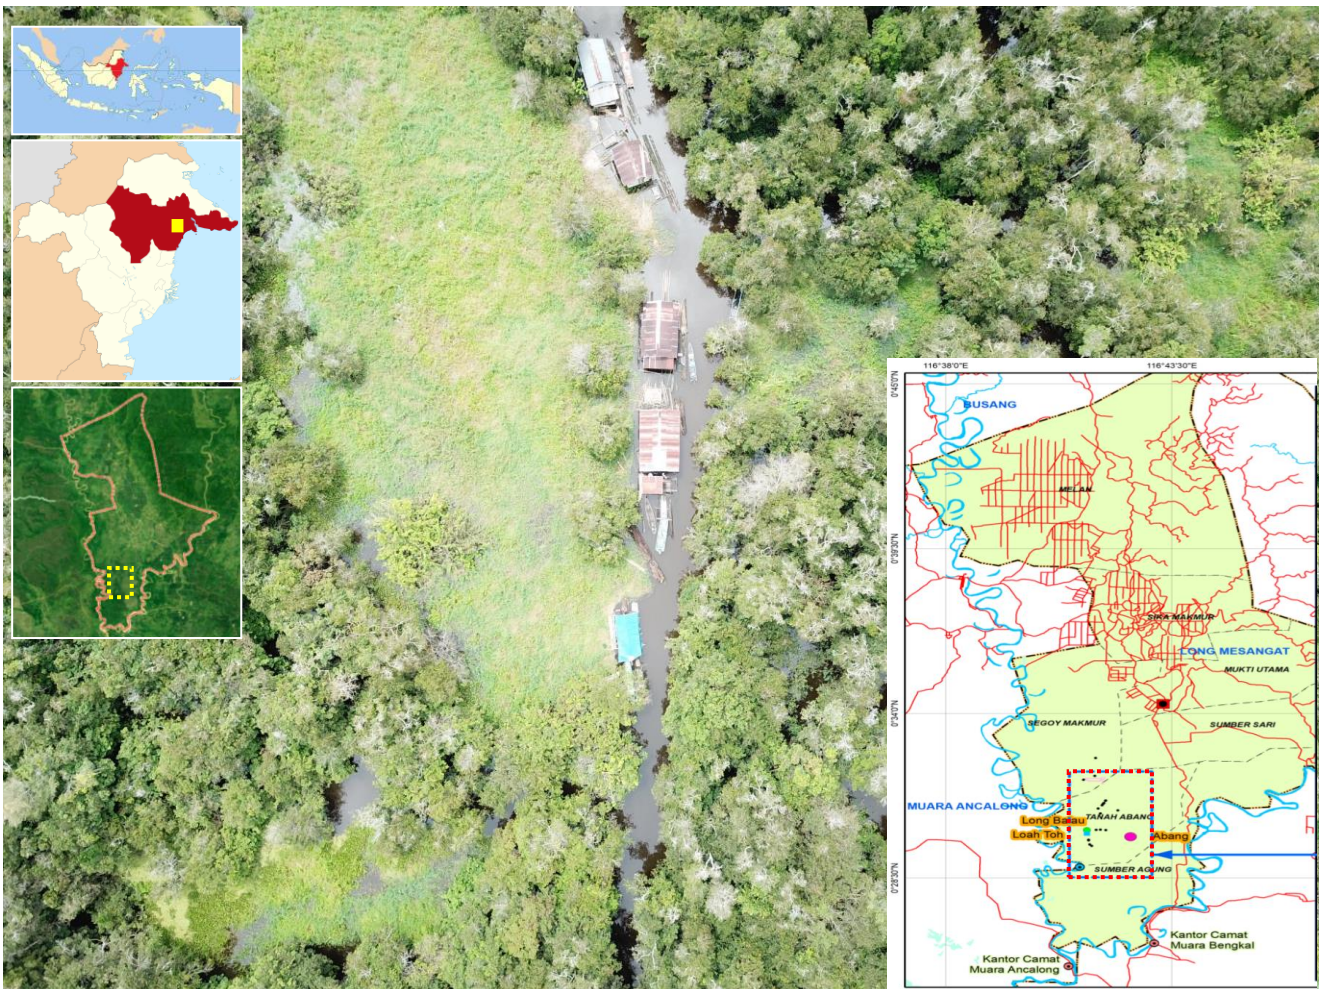 116°38'0"E
116°43'30"E
0°45'0"N
BUSANG
MELAN
0°39'30"N
SIKA MAKMUR
LONG MESANGAT
MUKTI UTAMA
0°34'0"N
SEGOY MAKMUR
SUMBER SARI
MUARA ANCALONG
TANAH ABANG
Long Balau
Loah Toh
Abang
SUMBER AGUNG
0°28'30"N
Kantor Camat
Muara Bengkal
Kantor Camat
Muara Ancalong